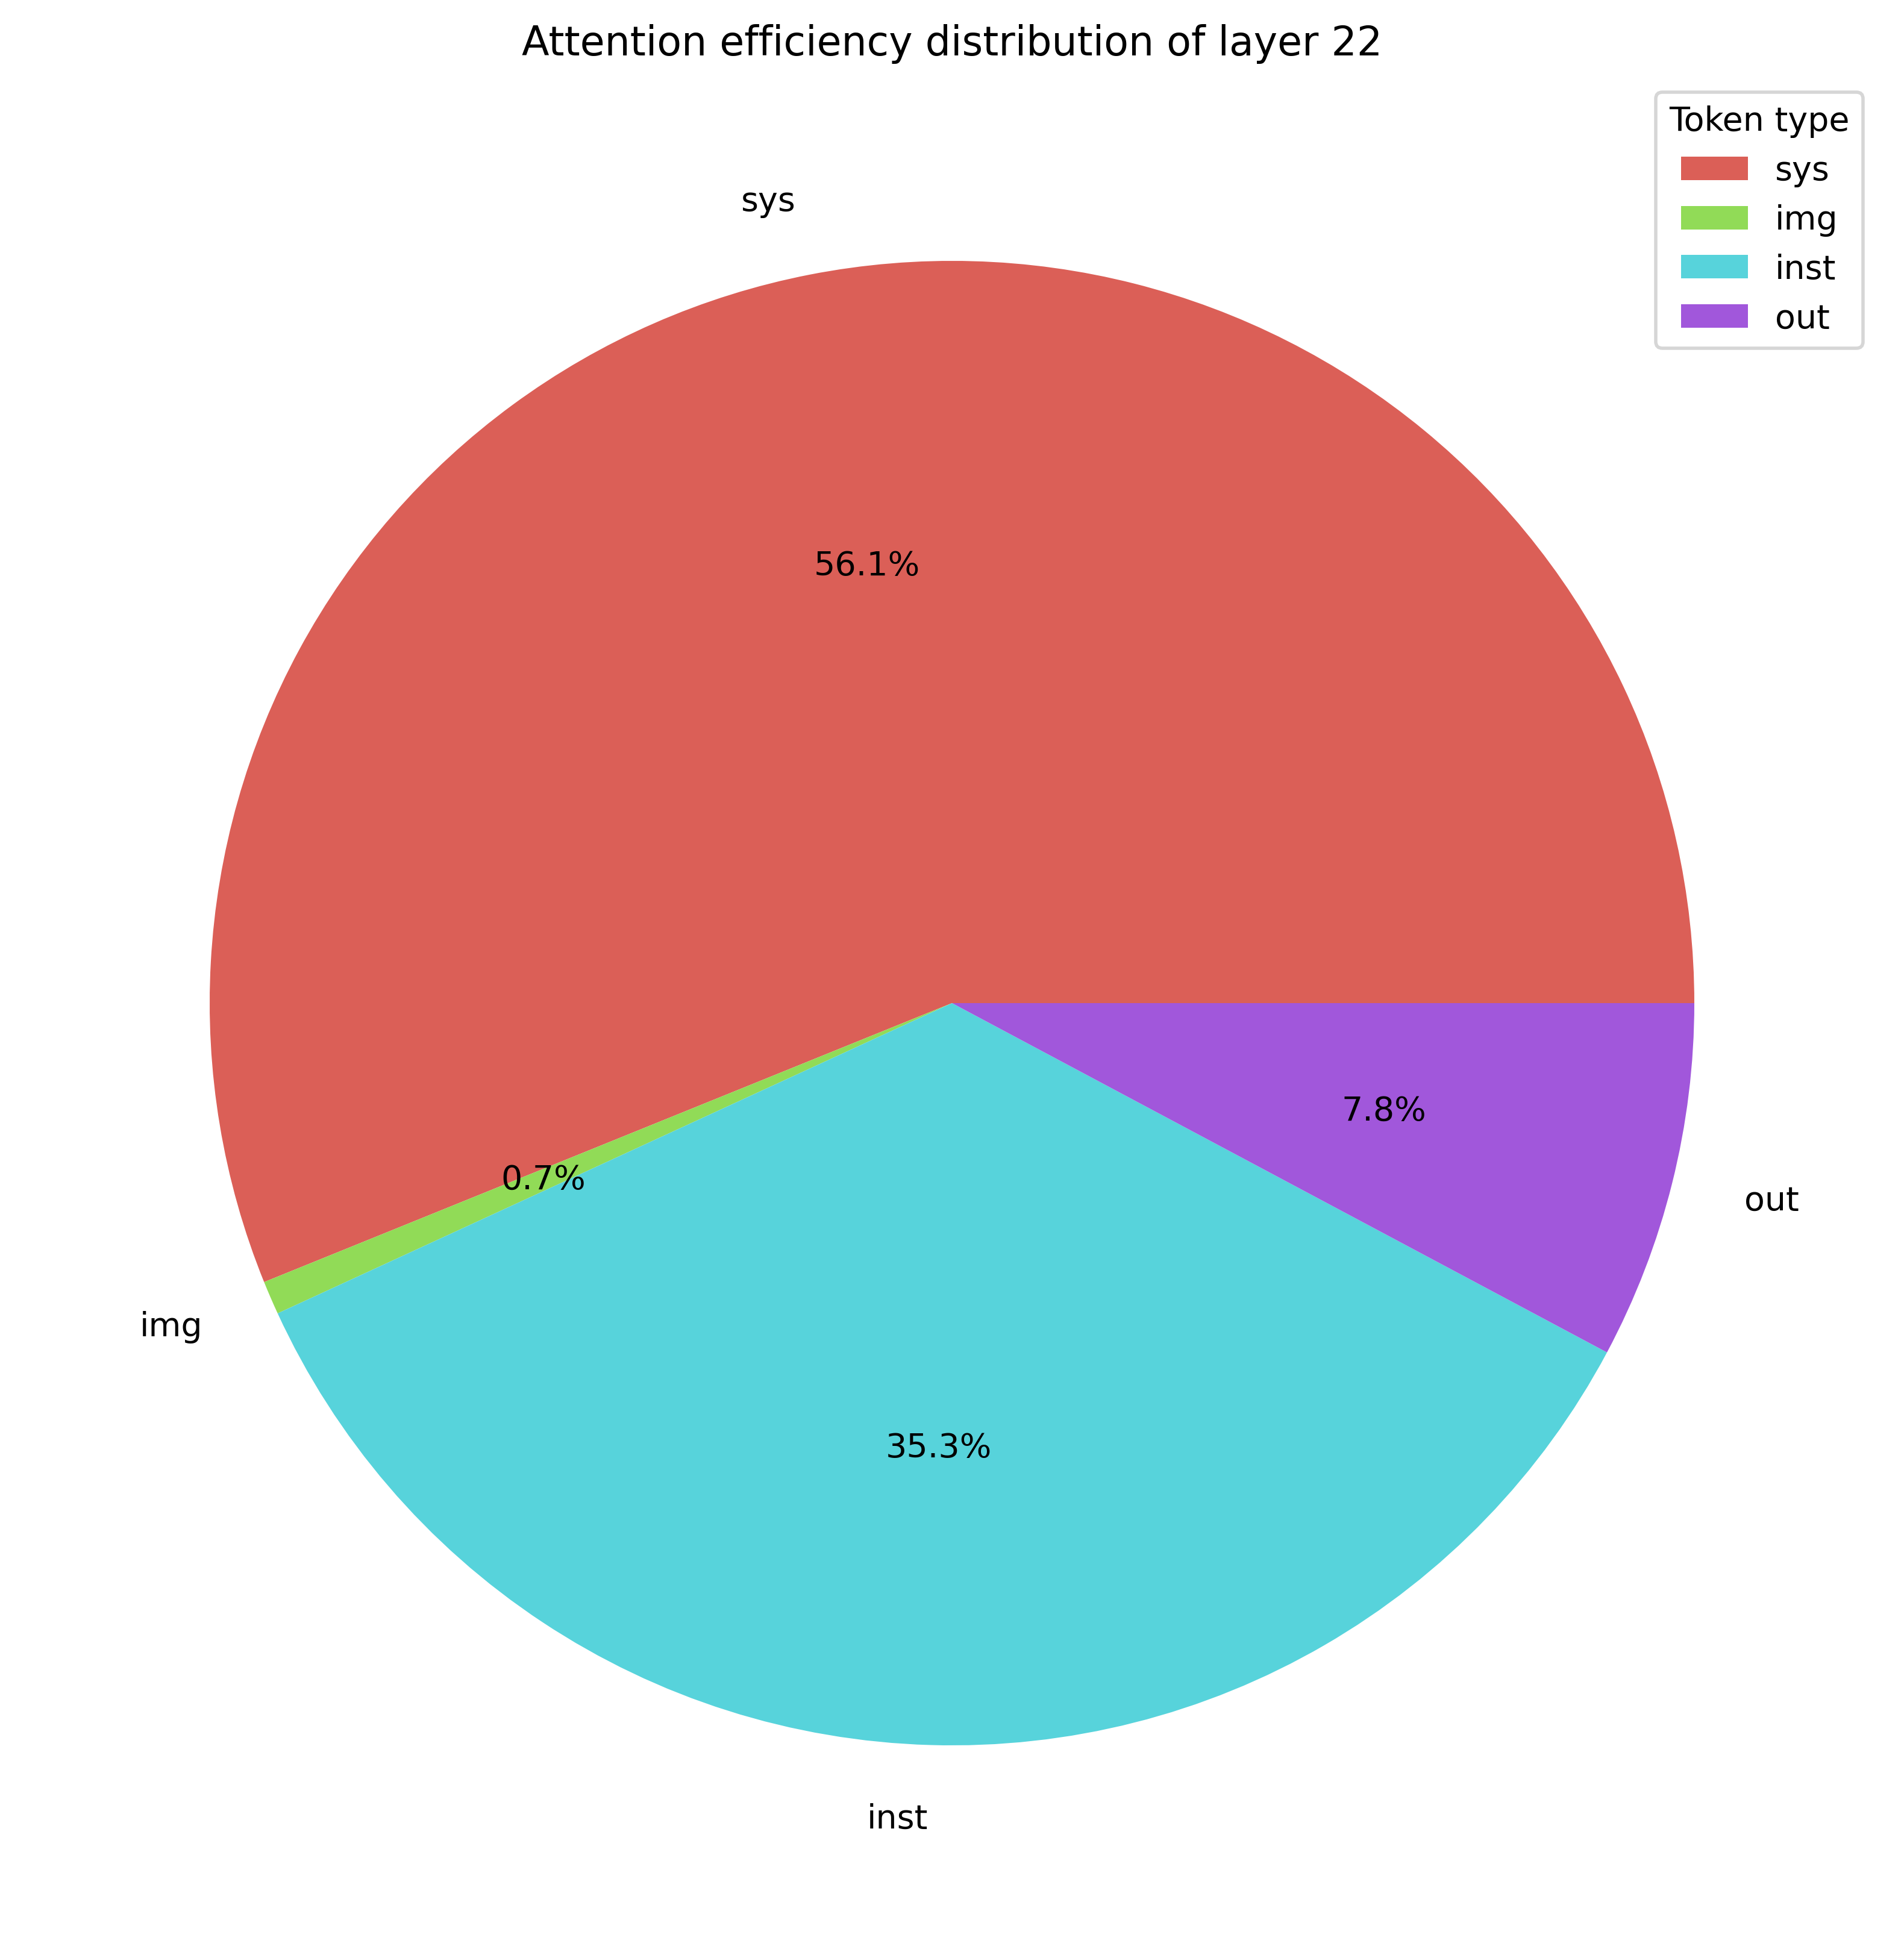 Attention efficiency distribution of layer 22
Token type
sys
img
inst
out
sys
56.1%
7.8%
0.7%
out
img
35.3%
inst